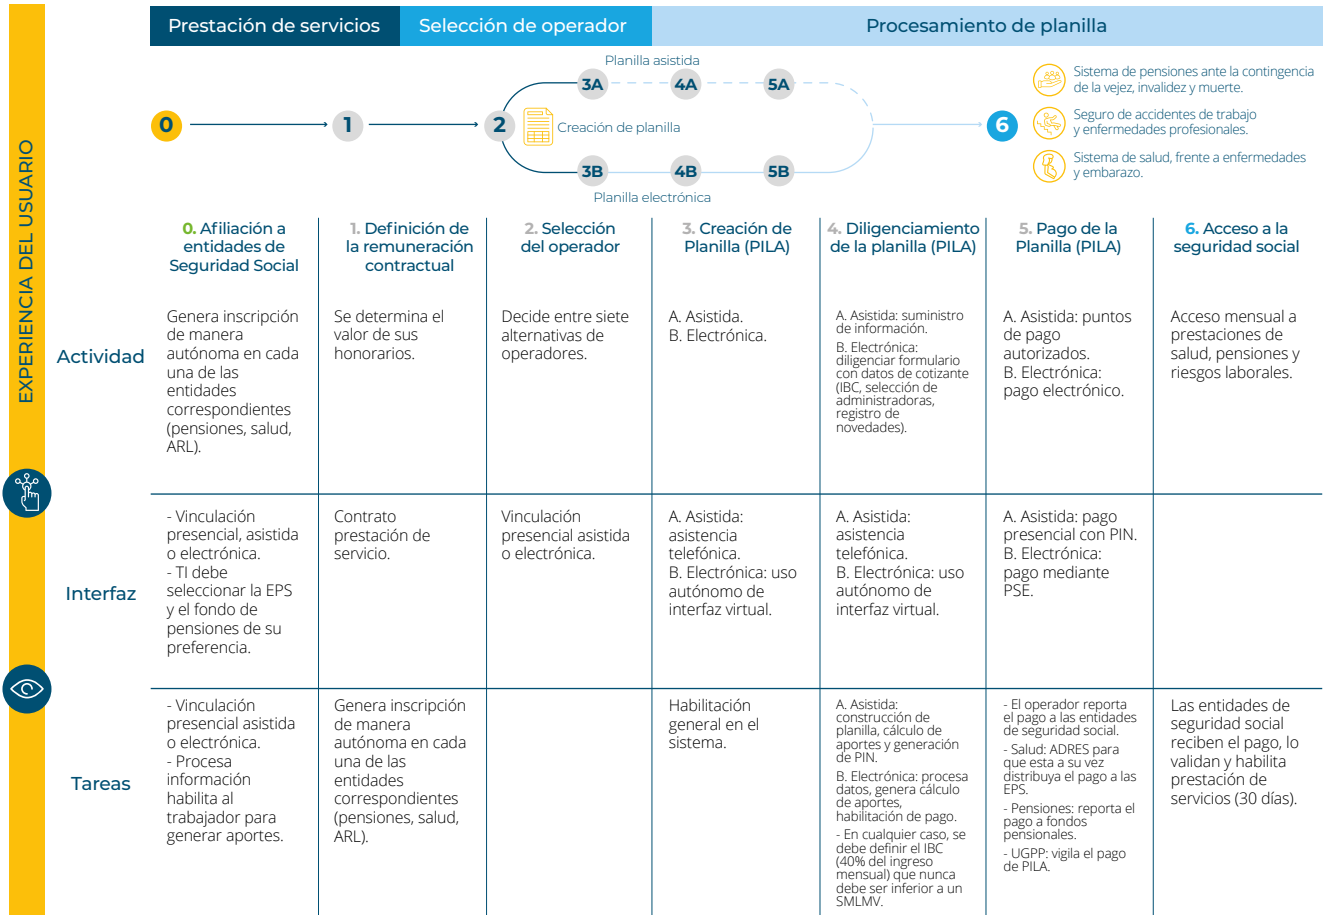 Prestación de servicios
Selección de operador
Procesamiento de planilla
EXPERIENCIA DEL USUARIO
Planilla asistida
3A
4A
5A
0
1
2
Creación de planilla
6
3B
4B
5B
Planilla electrónica
Sistema de pensiones ante la contingencia
de la vejez, invalidez y muerte.
Seguro de accidentes de trabajo
y enfermedades profesionales.
Sistema de salud, frente a enfermedades
y embarazo.
0. Afiliación a
entidades de
Seguridad Social
1. Definición de
la remuneración
contractual
2. Selección
del operador
3. Creación de
Planilla (PILA)
4. Diligenciamiento
de la planilla (PILA)
5. Pago de la
Planilla (PILA)
6. Acceso a la
seguridad social
Actividad
Genera inscripción
de manera
autónoma en cada
una de las
entidades
correspondientes
(pensiones, salud,
ARL).
Se determina el
valor de sus
honorarios.
Decide entre siete
alternativas de
operadores.
A. Asistida.
B. Electrónica.
A. Asistida: suministro
de información.
B. Electrónica:
diligenciar formulario
con datos de cotizante
(IBC, selección de
administradoras,
registro de
novedades).
A. Asistida: puntos
de pago
autorizados.
B. Electrónica:
pago electrónico.
Acceso mensual a
prestaciones de
salud, pensiones y
riesgos laborales.
Interfaz
- Vinculación
presencial, asistida
o electrónica.
- TI debe
seleccionar la EPS
y el fondo de
pensiones de su
preferencia.
Contrato
prestación de
servicio.
Vinculación
presencial asistida
o electrónica.
A. Asistida:
asistencia
telefónica.
B. Electrónica: uso
autónomo de
interfaz virtual.
A. Asistida:
asistencia
telefónica.
B. Electrónica: uso
autónomo de
interfaz virtual.
A. Asistida: pago
presencial con PIN.
B. Electrónica:
pago mediante
PSE.
Tareas
- Vinculación
presencial asistida
o electrónica.
- Procesa
información
habilita al
trabajador para
generar aportes.
Genera inscripción
de manera
autónoma en cada
una de las
entidades
correspondientes
(pensiones, salud,
ARL).
Habilitación
general en el
sistema.
A. Asistida:
construcción de
planilla, cálculo de
aportes y generación
de PIN.
B. Electrónica: procesa
datos, genera cálculo
de aportes,
habilitación de pago.
- En cualquier caso, se
debe definir el IBC
(40% del ingreso
mensual) que nunca
debe ser inferior a un
SMLMV.
- El operador reporta
el pago a las entidades
de seguridad social.
- Salud: ADRES para
que esta a su vez
distribuya el pago a las
EPS.
- Pensiones: reporta el
pago a fondos
pensionales.
- UGPP: vigila el pago
de PILA.
Las entidades de
seguridad social
reciben el pago, lo
validan y habilita
prestación de
servicios (30 días).